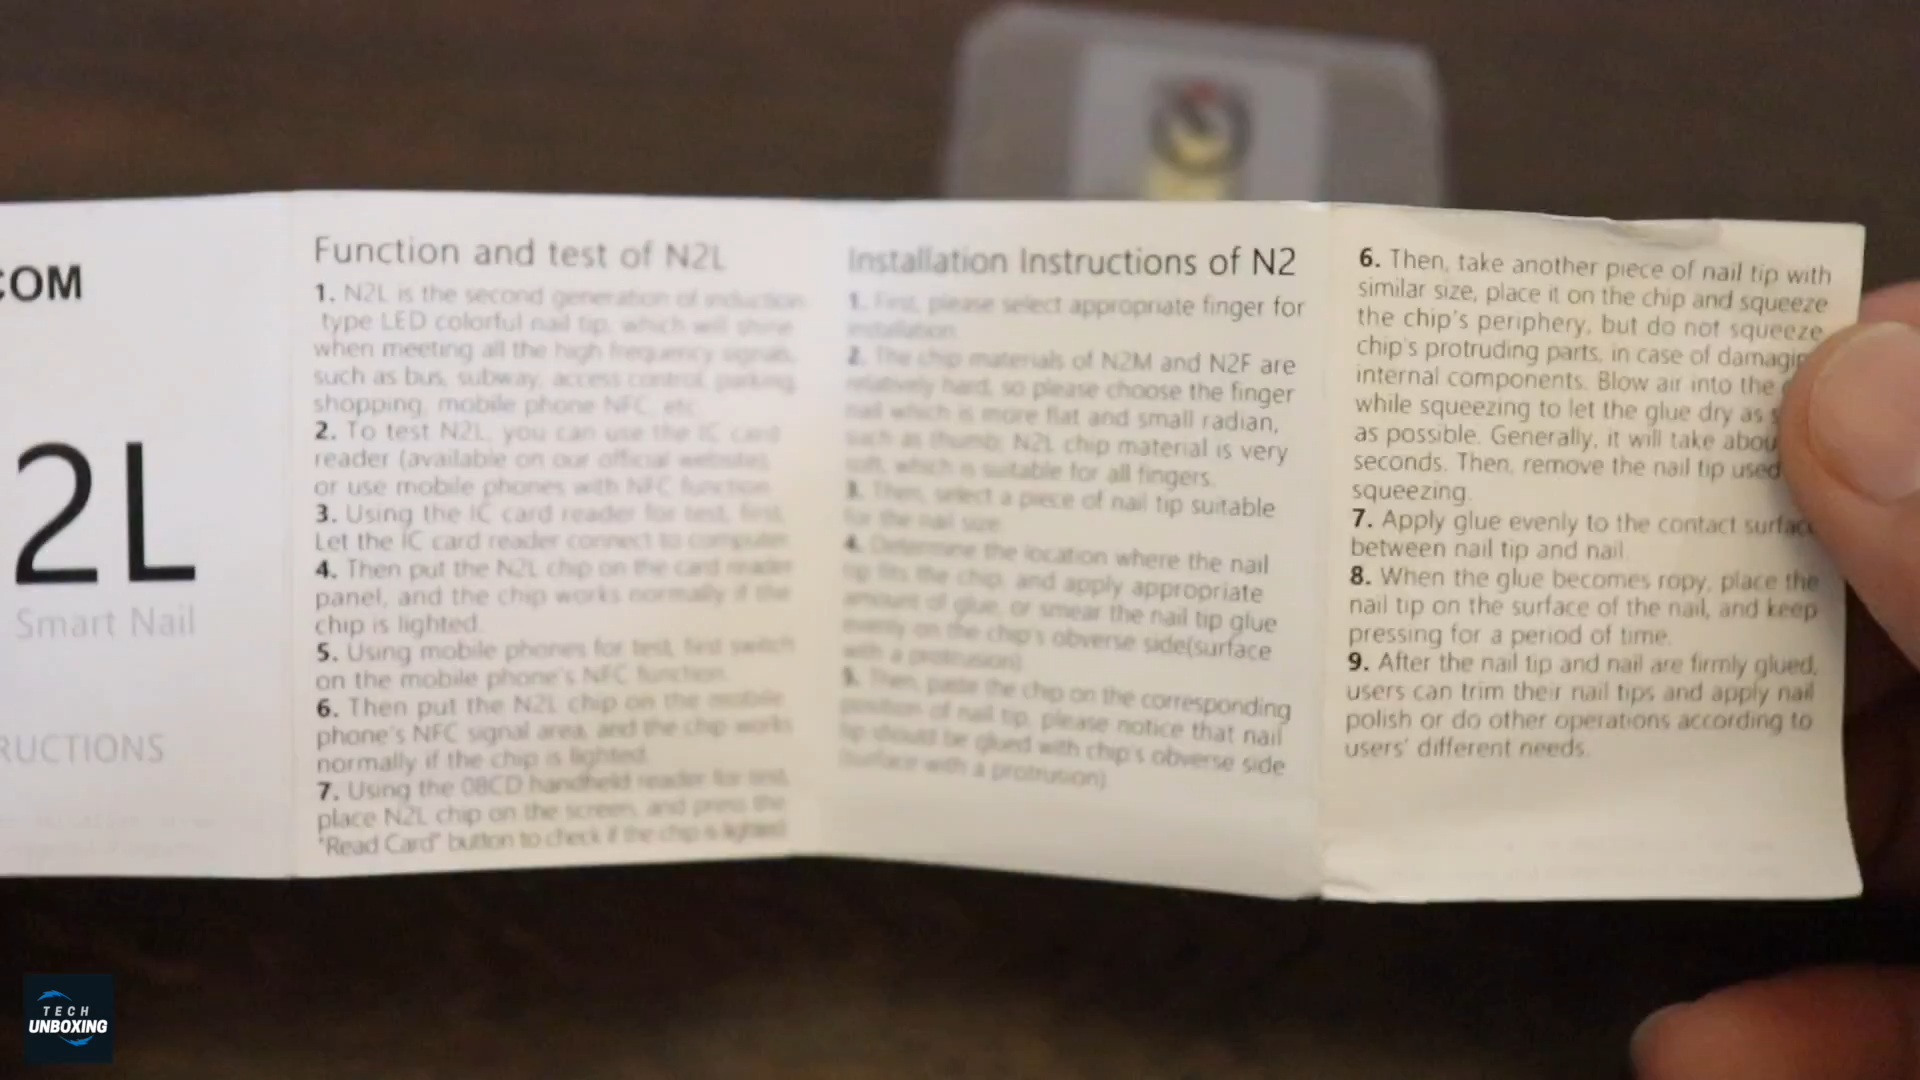 COM
2L
Smart Nail
RUCTIONS
Function and test of N2L
1. N2L is the second generation of induction
type LED colorful nail tip, which will shine
when meeting all the high frequency signals,
such as bus, subway, access control, parking,
shopping, mobile phone NFC, etc.
2. To test N2L, you can use the IC card
reader (available on our official website),
or use mobile phones with NFC function.
3. Using the IC card reader for test, first,
Let the IC card reader connect to computer.
4. Then put the N2L chip on the card reader
panel, and the chip works normally if the
chip is lighted.
5. Using mobile phones for test, first switch
on the mobile phone's NFC function.
6. Then put the N2L chip on the mobile
phone's NFC signal area, and the chip works
normally if the chip is lighted.
7. Using the 08CD handheld reader for test,
place N2L chip on the screen, and press the
"Read Card" button to check if the chip is lighted
Installation Instructions of N2
1. First, please select appropriate finger for
installation.
2. The chip materials of N2M and N2F are
relatively hard, so please choose the finger
nail which is more flat and small radian,
such as thumb; N2L chip material is very
soft, which is suitable for all fingers.
3. Then, select a piece of nail tip suitable
for the nail size.
4. Determine the location where the nail
tip fits the chip, and apply appropriate
amount of glue, or smear the nail tip glue
evenly on the chip's obverse side(surface
with a protrusion)
5. Then, paste the chip on the corresponding
position of nail tip, please notice that nail
tip should be glued with chip's obverse side
(surface with a protrusion)
6. Then, take another piece of nail tip with
similar size, place it on the chip and squeeze
the chip's periphery, but do not squeeze
chip's protruding parts, in case of damagin
internal components. Blow air into the
while squeezing to let the glue dry as s
as possible. Generally, it will take abou
seconds. Then, remove the nail tip used
squeezing.
7. Apply glue evenly to the contact surface
between nail tip and nail.
8. When the glue becomes ropy, place the
nail tip on the surface of the nail, and keep
pressing for a period of time.
9. After the nail tip and nail are firmly glued,
users can trim their nail tips and apply nail
polish or do other operations according to
users' different needs.
TECH
UNBOXING